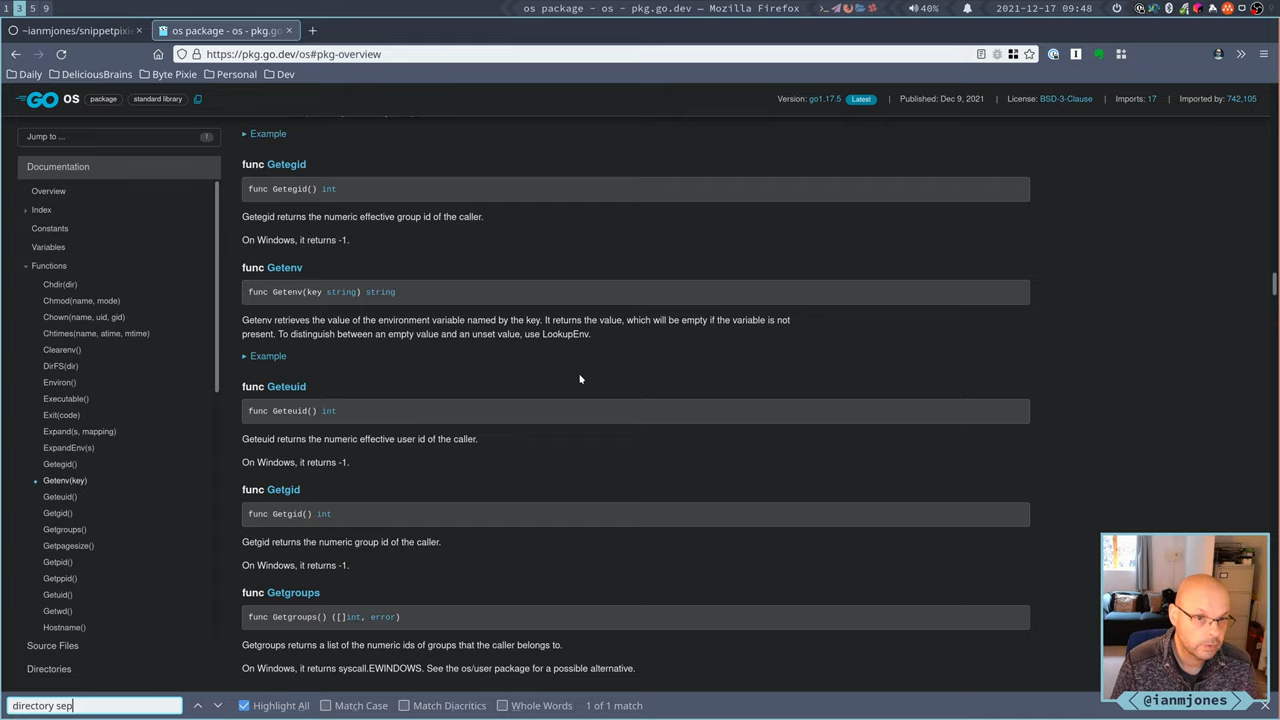 1 3 5 9
os package - os - pkg.go.dev — Mozilla Firefox
40%
2021-12-17 09:48
~ianmjones/snippetpixie
os package - os - pkg.go
https://pkg.go.dev/os#pkg-overview
Daily DeliciousBrains Byte Pixie Personal Dev
GO os package standard library
Version: go1.17.5 Latest | Published: Dec 9, 2021 | License: BSD-3-Clause | Imports: 17 | Imported by: 742,105
Jump to ...
Documentation
Overview
Index
Constants
Variables
Functions
Chdir(dir)
Chmod(name, mode)
Chown(name, uid, gid)
Chtimes(name, atime, mtime)
Clearenv()
DirFS(dir)
Environ()
Executable()
Exit(code)
Expand(s, mapping)
ExpandEnv(s)
Getegid()
Getenv(key)
Geteuid()
Getgid()
Getgroups()
Getpagesize()
Getpid()
Getppid()
Getuid()
Getwd()
Hostname()
Source Files
Directories
Example
func Getegid
func Getegid() int
Getegid returns the numeric effective group id of the caller.
On Windows, it returns -1.
func Getenv
func Getenv(key string) string
Getenv retrieves the value of the environment variable named by the key. It returns the value, which will be empty if the variable is not
present. To distinguish between an empty value and an unset value, use LookupEnv.
Example
func Geteuid
func Geteuid() int
Geteuid returns the numeric effective user id of the caller.
On Windows, it returns -1.
func Getgid
func Getgid() int
Getgid returns the numeric group id of the caller.
On Windows, it returns -1.
func Getgroups
func Getgroups() ([]int, error)
Getgroups returns a list of the numeric ids of groups that the caller belongs to.
On Windows, it returns syscall.EWINDOWS. See the os/user package for a possible alternative.
directory sep
Highlight All Match Case Match Diacritics Whole Words 1 of 1 match
@ianmjones